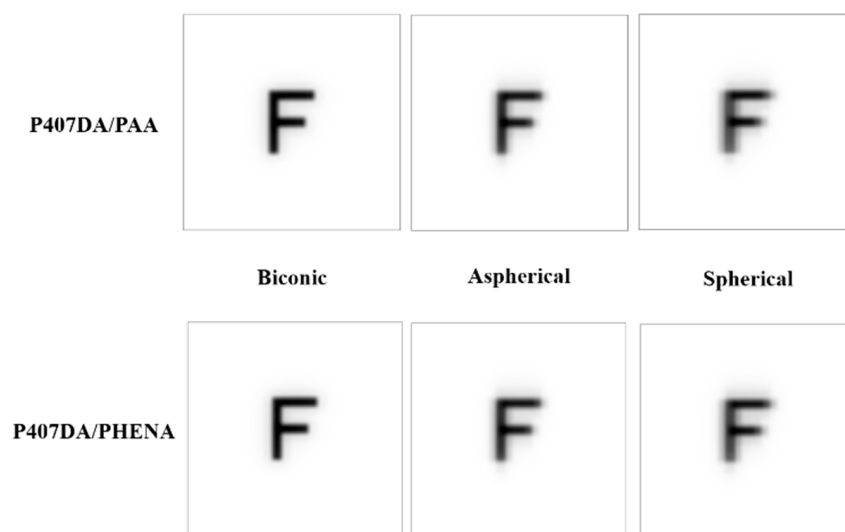 P407DA/PAA
F F F
Biconic Aspherical Spherical
P407DA/PHENA
F F F